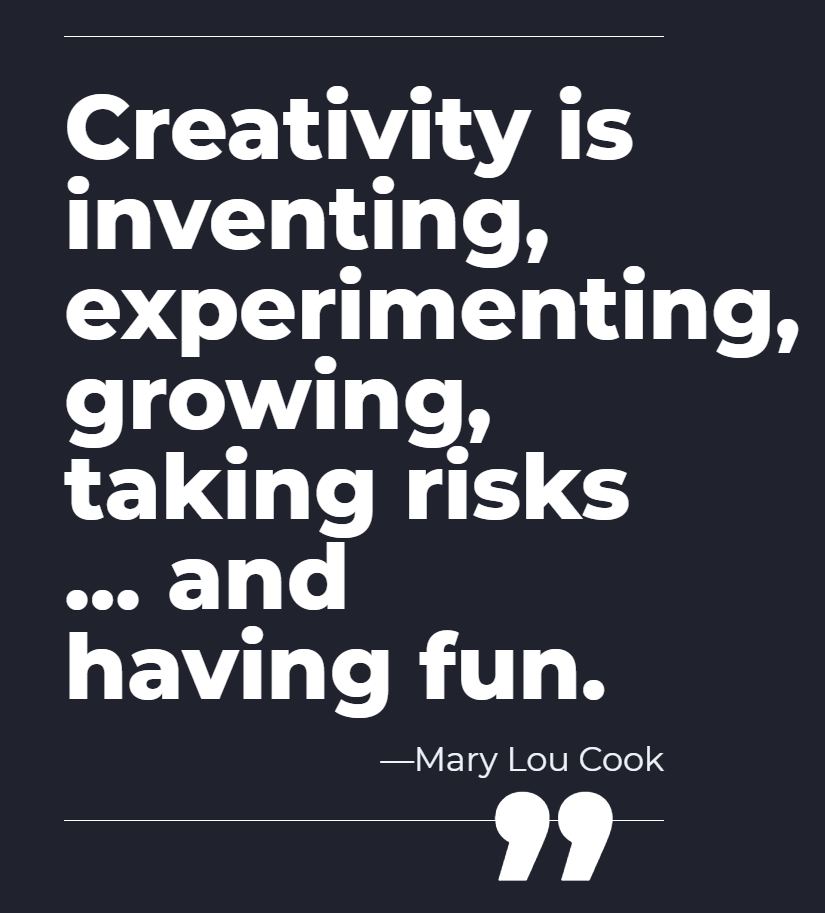 Creativity is
inventing,
experimenting,
growing,
taking risks
... and
having fun.
—Mary Lou Cook
”